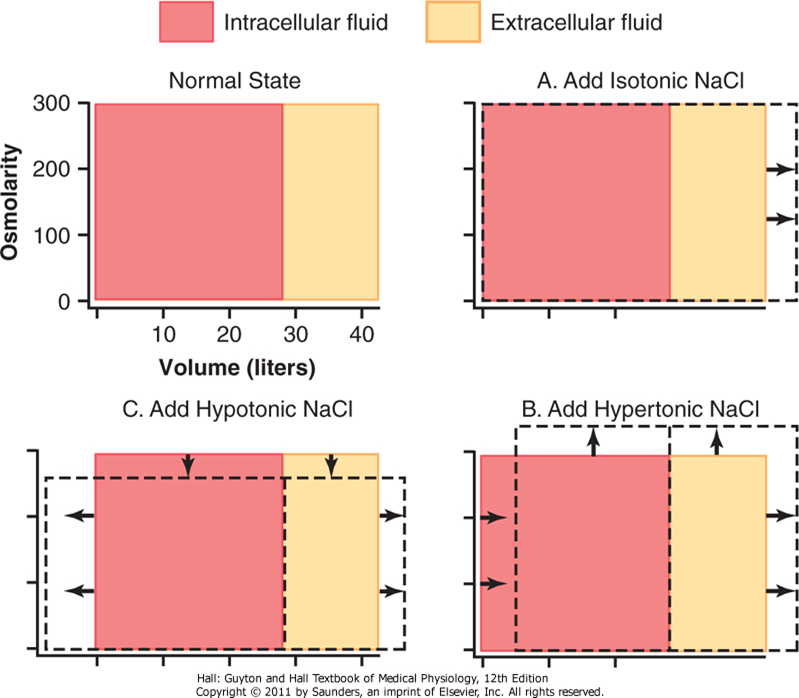 Intracellular fluid
Extracellular fluid
Normal State
Osmolarity
300
200
100
0
10 20 30 40
Volume (liters)
A. Add Isotonic NaCl
C. Add Hypotonic NaCl
B. Add Hypertonic NaCl
Hall: Guyton and Hall Textbook of Medical Physiology, 12th Edition
Copyright © 2011 by Saunders, an imprint of Elsevier, Inc. All rights reserved.